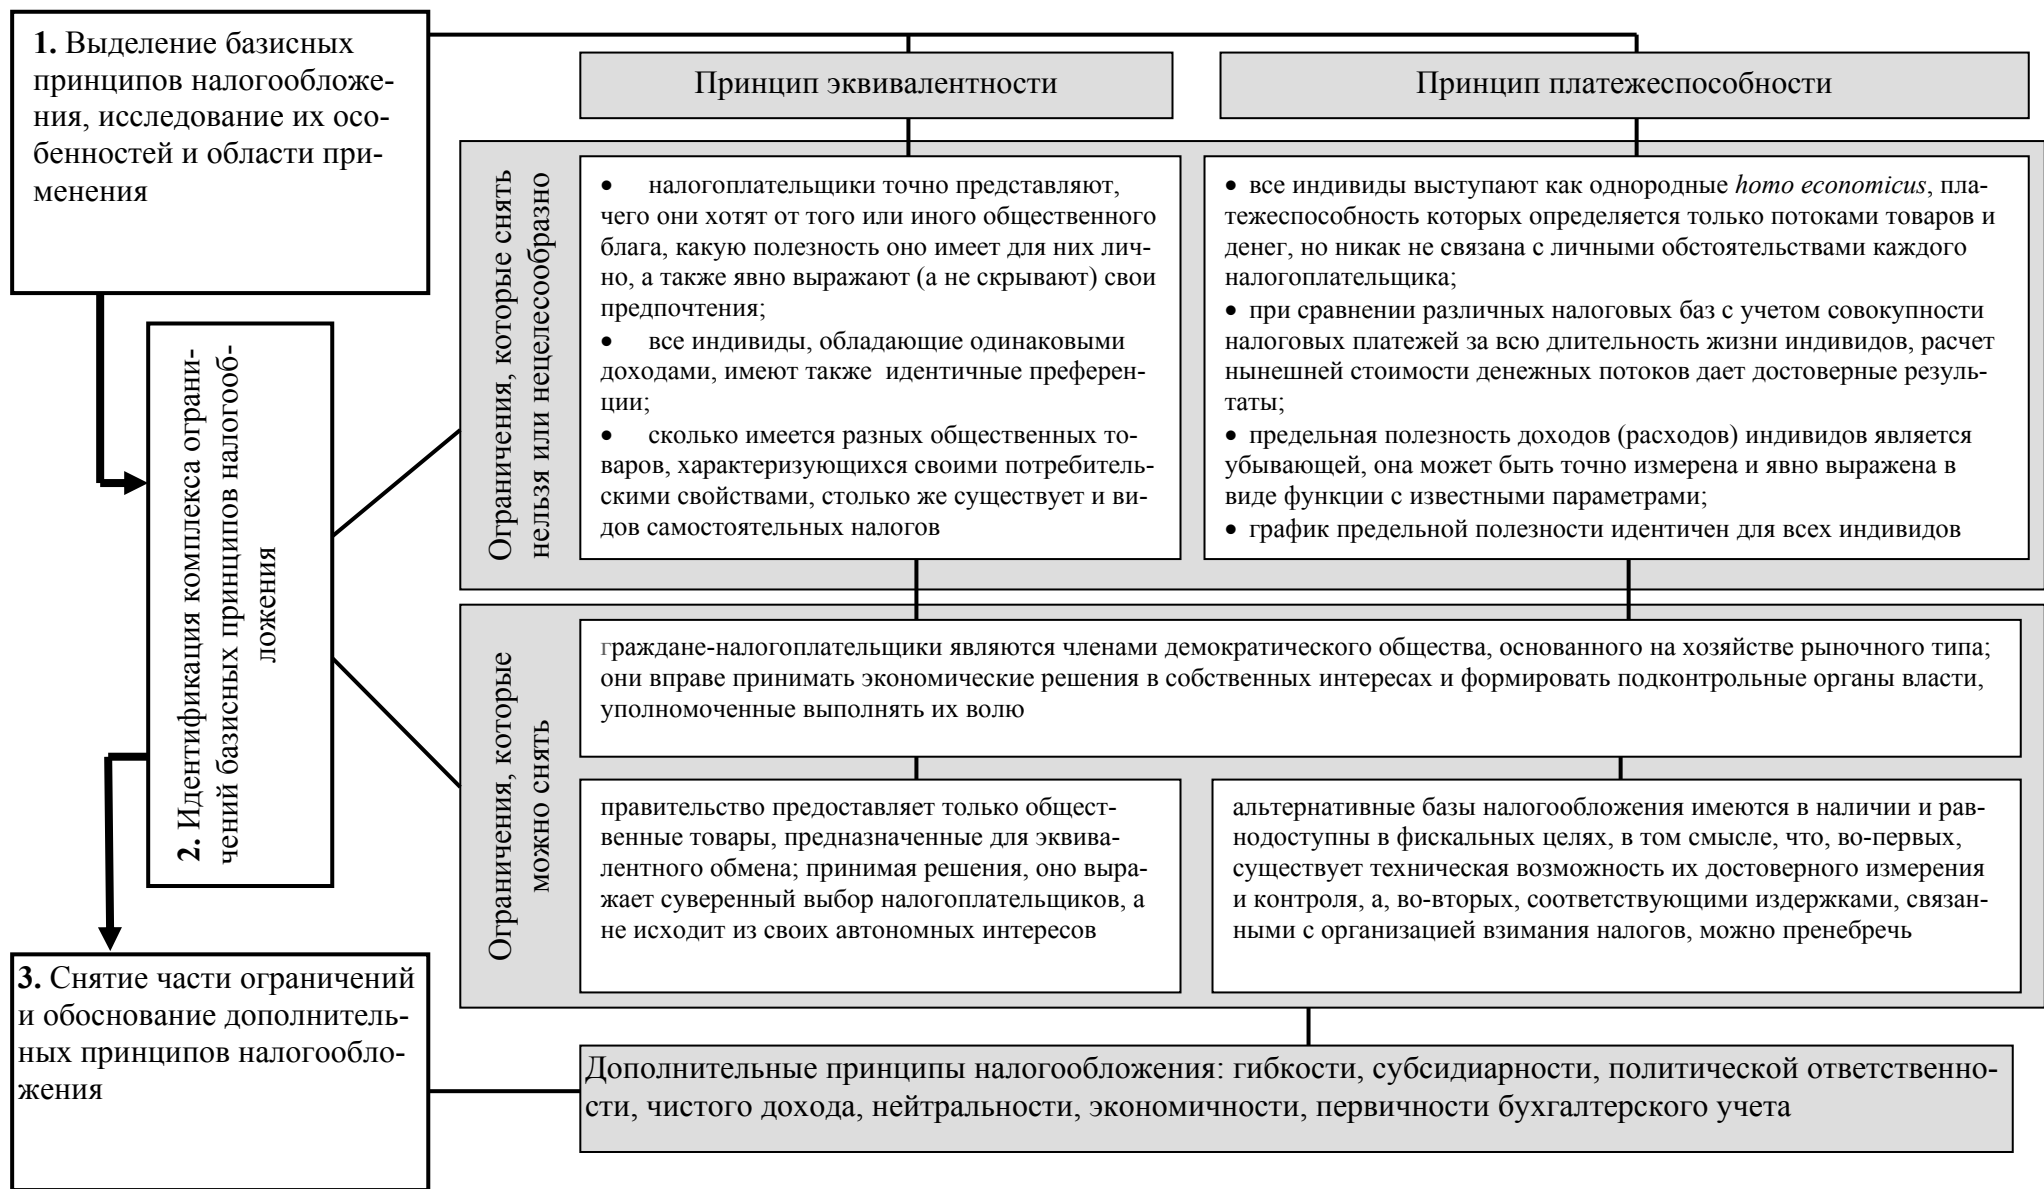 1. Выделение базисных
принципов налогообложе-
ния, исследование их осо-
бенностей и области при-
менения
Принцип эквивалентности
Принцип платежеспособности
2. Идентификация комплекса ограни-
чений базисных принципов налогооб-
ложения
Ограничения, которые снять
нельзя или нецелесообразно
• налогоплательщики точно представляют,
чего они хотят от того или иного общественного
блага, какую полезность оно имеет для них лич-
но, а также явно выражают (а не скрывают) свои
предпочтения;
• все индивиды, обладающие одинаковыми
доходами, имеют также идентичные преферен-
ции;
• сколько имеется разных общественных то-
варов, характеризующихся своими потребитель-
скими свойствами, столько же существует и ви-
дов самостоятельных налогов
• все индивиды выступают как однородные homo economicus, пла-
тежеспособность которых определяется только потоками товаров и
денег, но никак не связана с личными обстоятельствами каждого
налогоплательщика;
• при сравнении различных налоговых баз с учетом совокупности
налоговых платежей за всю длительность жизни индивидов, расчет
нынешней стоимости денежных потоков дает достоверные резуль-
таты;
• предельная полезность доходов (расходов) индивидов является
убывающей, она может быть точно измерена и явно выражена в
виде функции с известными параметрами;
• график предельной полезности идентичен для всех индивидов
Ограничения, которые
можно снять
граждане-налогоплательщики являются членами демократического общества, основанного на хозяйстве рыночного типа;
они вправе принимать экономические решения в собственных интересах и формировать подконтрольные органы власти,
уполномоченные выполнять их волю
правительство предоставляет только общест-
венные товары, предназначенные для эквива-
лентного обмена; принимая решения, оно выра-
жает суверенный выбор налогоплательщиков, а
не исходит из своих автономных интересов
альтернативные базы налогообложения имеются в наличии и рав-
нодоступны в фискальных целях, в том смысле, что, во-первых,
существует техническая возможность их достоверного измерения
и контроля, а, во-вторых, соответствующими издержками, связан-
ными с организацией взимания налогов, можно пренебречь
3. Снятие части ограничений
и обоснование дополнитель-
ных принципов налогообло-
жения
Дополнительные принципы налогообложения: гибкости, субсидиарности, политической ответственно-
сти, чистого дохода, нейтральности, экономичности, первичности бухгалтерского учета